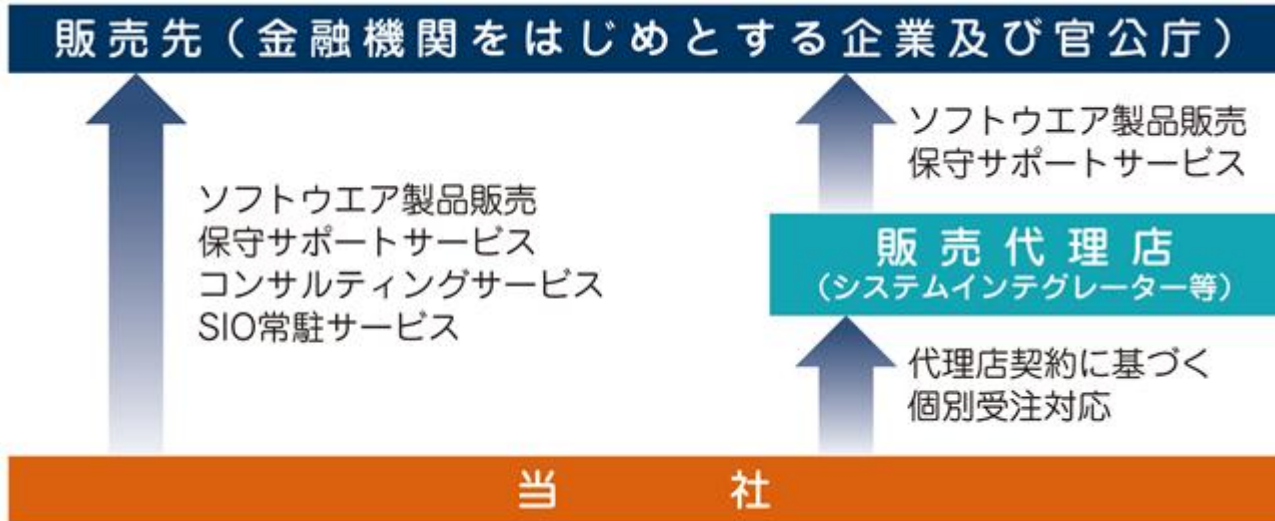 販売先(金融機関をはじめとする企業及び官公庁)
ソフトウエア製品販売
保守サポートサービス
コンサルティングサービス
SIO常駐サービス
ソフトウエア製品販売
保守サポートサービス
販売代理店
(システムインテグレーター等)
代理店契約に基づく
個別受注対応
当社